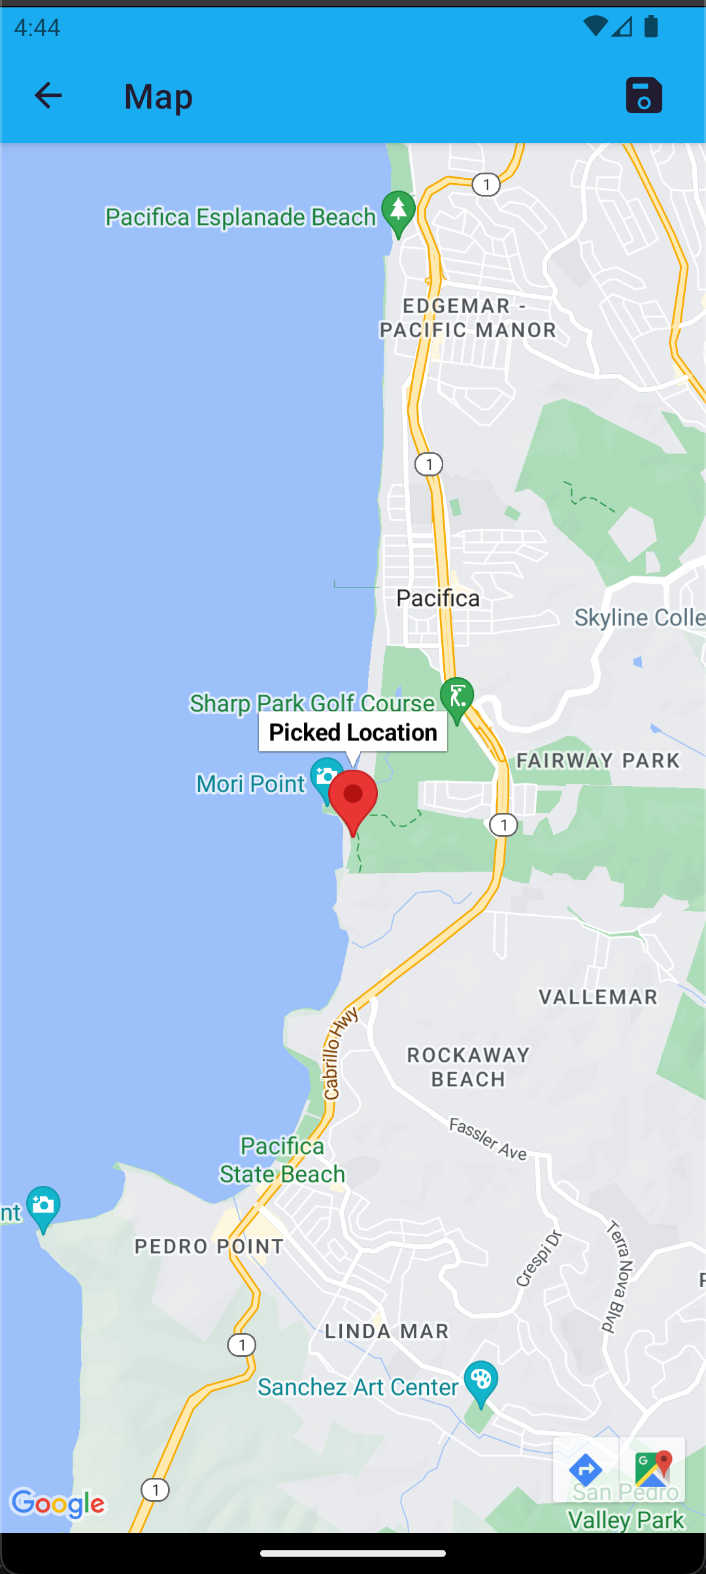 4:44
Map
1
Pacifica Esplanade Beach
EDGEMAR -
PACIFIC MANOR
1
Pacifica
Skyline Colle
Sharp Park Golf Course
Picked Location
FAIRWAY PARK
Mori Point
1
VALLEMAR
Cabrillo Hwy
ROCKAWAY
BEACH
Fassler Ave
Pacifica
State Beach
nt
PEDRO POINT
Crespi Dr
Terra Nova Blvd
LINDA MAR
1
Sanchez Art Center
G
1
Google
San Pedro
Valley Park